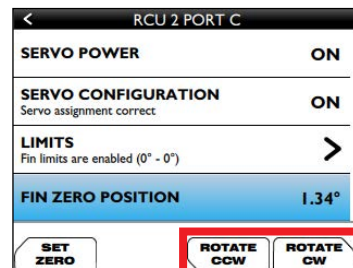 < RCU 2 PORT C
SERVO POWER ON
SERVO CONFIGURATION ON
Servo assignment correct
LIMITS >
Fin limits are enabled (0° - 0°)
FIN ZERO POSITION 1.34°
SET ROTATE ROTATE
ZERO CCW CW